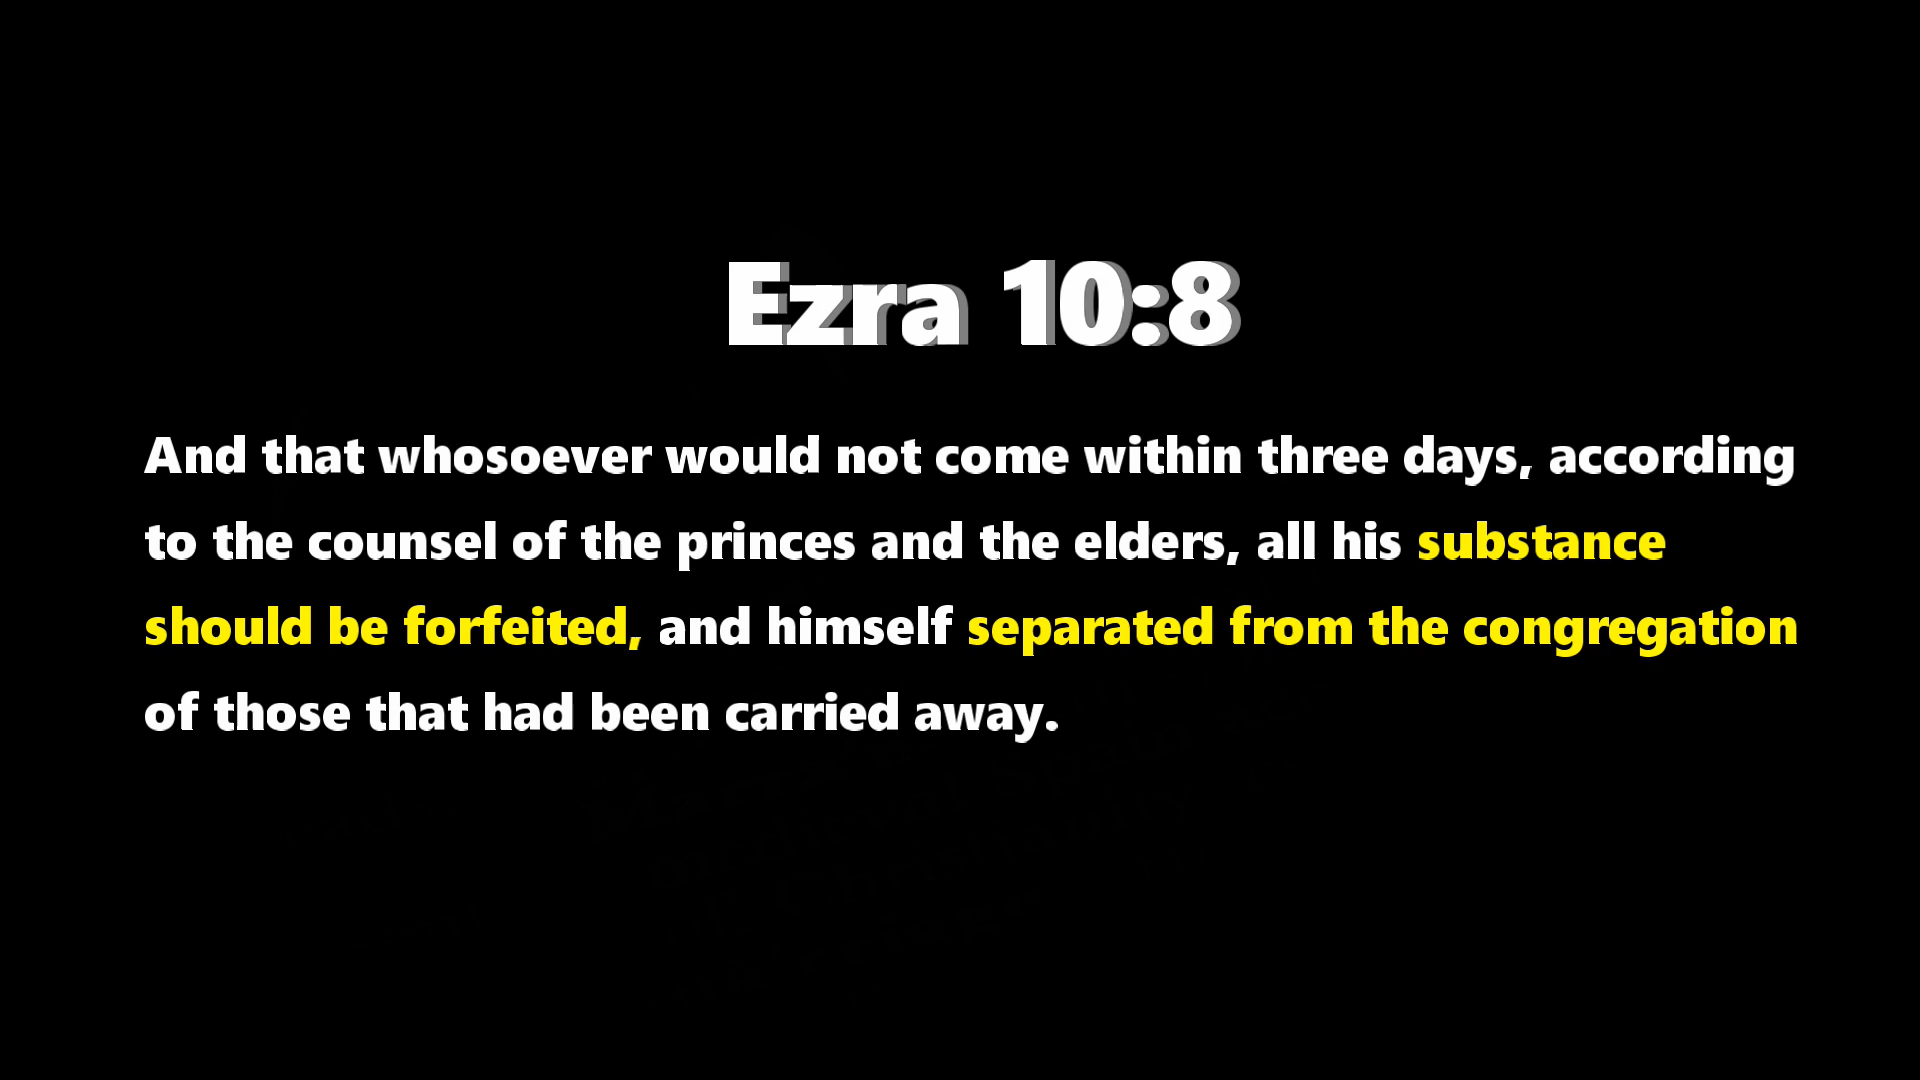 Ezra 10:8
And that whosoever would not come within three days, according
to the counsel of the princes and the elders, all his substance
should be forfeited, and himself separated from the congregation
of those that had been carried away.